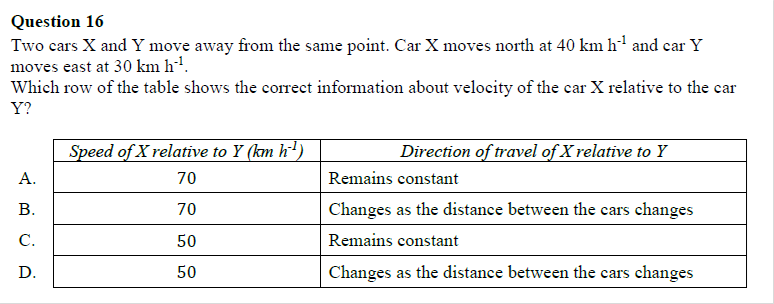 Question 16
Two cars X and Y move away from the same point. Car X moves north at 40 km h⁻¹ and car Y
moves east at 30 km h⁻¹.
Which row of the table shows the correct information about velocity of the car X relative to the car
Y?
Speed of X relative to Y (km h⁻¹) Direction of travel of X relative to Y
A. 70 Remains constant
B. 70 Changes as the distance between the cars changes
C. 50 Remains constant
D. 50 Changes as the distance between the cars changes